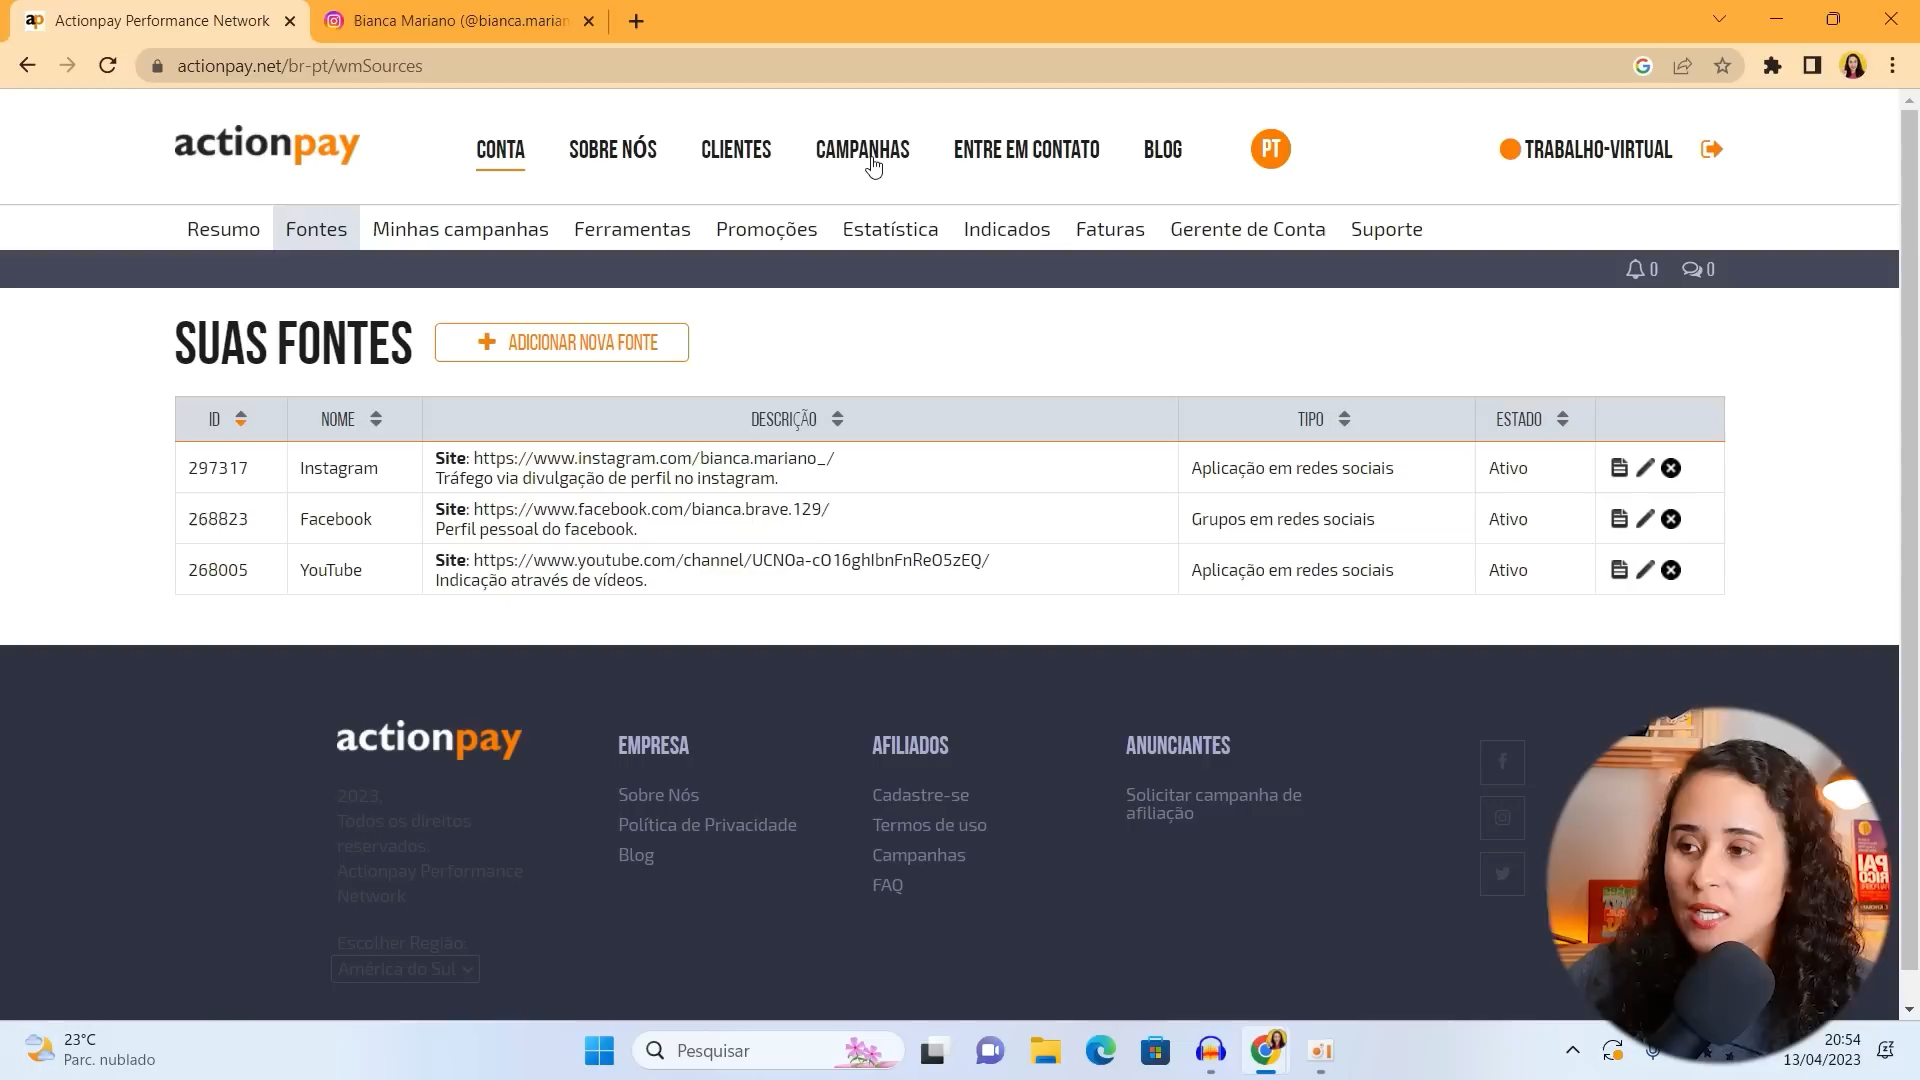 Actionpay Performance Network
Bianca Mariano (@bianca.marian
actionpay.net/br-pt/wmSources
actionpay
CONTA
SOBRE NÓS
CLIENTES
CAMPANHAS
ENTRE EM CONTATO
BLOG
PT
TRABALHO-VIRTUAL
Resumo
Fontes
Minhas campanhas
Ferramentas
Promoções
Estatística
Indicados
Faturas
Gerente de Conta
Suporte
0
0
SUAS FONTES
ADICIONAR NOVA FONTE
ID
NOME
DESCRIÇÃO
TIPO
ESTADO
297317
Instagram
Site: https://www.instagram.com/bianca.mariano_/
Tráfego via divulgação de perfil no instagram.
Aplicação em redes sociais
Ativo
268823
Facebook
Site: https://www.facebook.com/bianca.brave.129/
Perfil pessoal do facebook.
Grupos em redes sociais
Ativo
268005
YouTube
Site: https://www.youtube.com/channel/UCNOa-cO16ghIbnFnReO5zEQ/
Indicação através de vídeos.
Aplicação em redes sociais
Ativo
actionpay
2023,
Todos os direitos
reservados.
Actionpay Performance
Network
Escolher Região:
América do Sul
EMPRESA
Sobre Nós
Política de Privacidade
Blog
AFILIADOS
Cadastre-se
Termos de uso
Campanhas
FAQ
ANUNCIANTES
Solicitar campanha de
afiliação
PAI
RICO
23°C
Parc. nublado
Pesquisar
20:54
13/04/2023